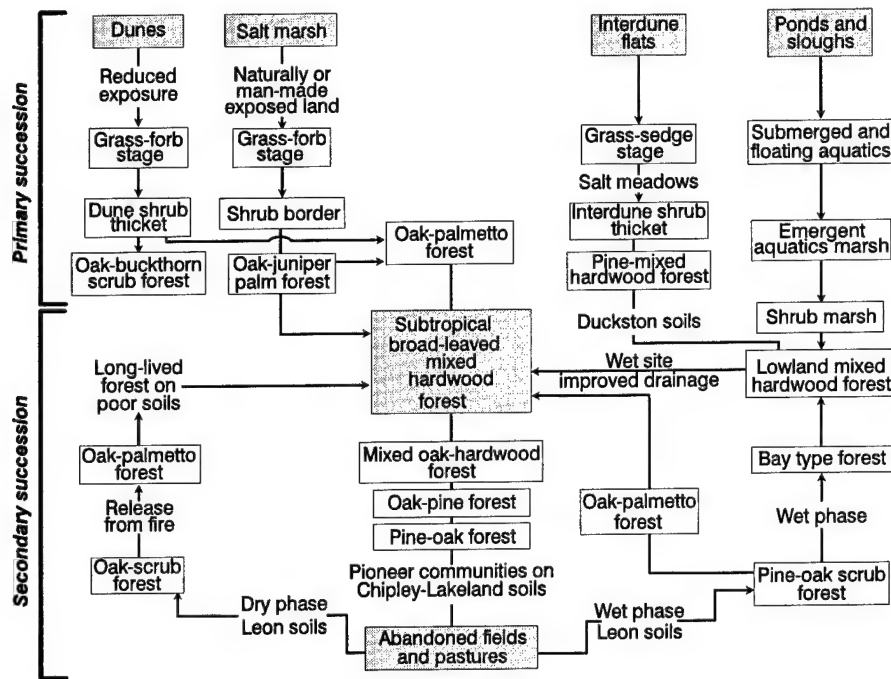 Primary succession
Dunes
Reduced
exposure
Grass-forb
stage
Dune shrub
thicket
Oak-buckthorn
scrub forest
Salt marsh
Naturally or
man-made
exposed land
Grass-forb
stage
Shrub border
Oak-juniper
palm forest
Oak-palmetto
forest
Interdune
flats
Grass-sedge
stage
Salt meadows
Interdune shrub
thicket
Pine-mixed
hardwood forest
Duckston soils
Ponds and
sloughs
Submerged and
floating aquatics
Emergent
aquatics marsh
Shrub marsh
Lowland mixed
hardwood forest
Wet site
improved drainage
Subtropical
broad-leaved
mixed
hardwood
forest
Secondary succession
Long-lived
forest on
poor soils
Oak-palmetto
forest
Release
from fire
Oak-scrub
forest
Dry phase
Leon soils
Mixed oak-hardwood
forest
Oak-pine forest
Pine-oak forest
Pioneer communities on
Chipley-Lakeland soils
Abandoned fields
and pastures
Oak-palmetto
forest
Wet phase
Leon soils
Bay type forest
Wet phase
Pine-oak scrub
forest